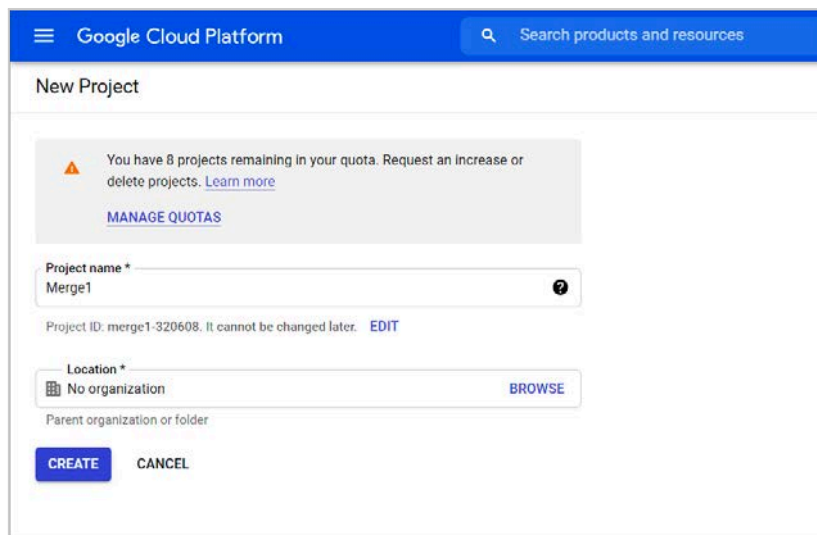 Google Cloud Platform
Search products and resources
New Project
You have 8 projects remaining in your quota. Request an increase or
delete projects. Learn more
MANAGE QUOTAS
Project name *
Merge1
Project ID: merge1-320608. It cannot be changed later. EDIT
Location *
No organization
BROWSE
Parent organization or folder
CREATE
CANCEL